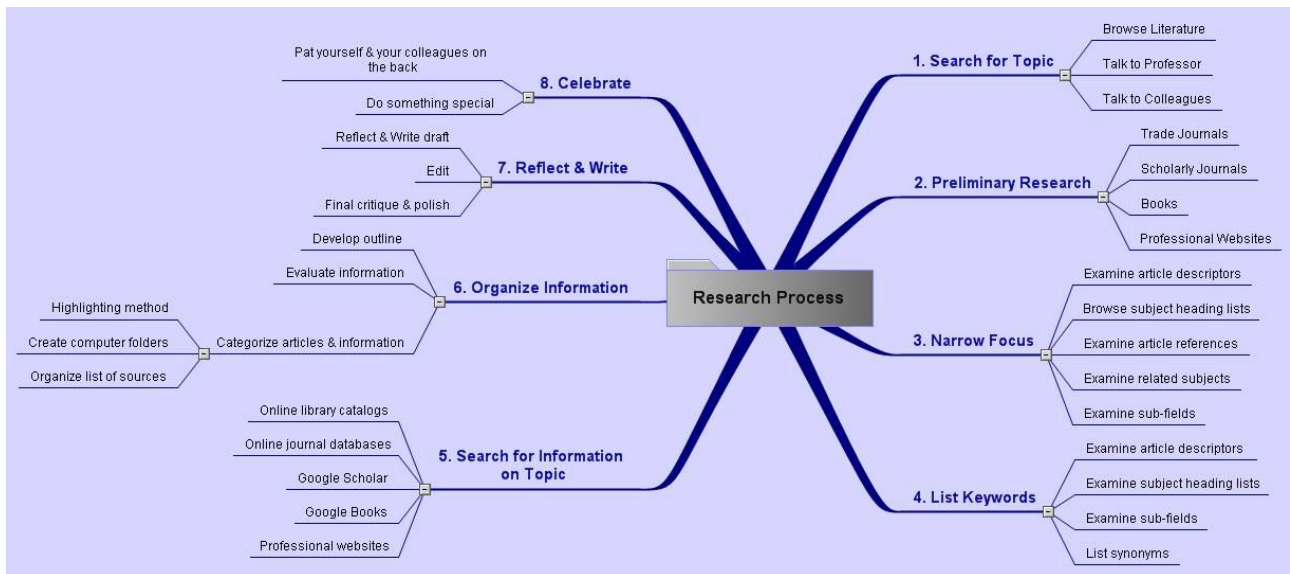 Research Process
1. Search for Topic
Browse Literature
Talk to Professor
Talk to Colleagues
2. Preliminary Research
Trade Journals
Scholarly Journals
Books
Professional Websites
3. Narrow Focus
Examine article descriptors
Browse subject heading lists
Examine article references
Examine related subjects
Examine sub-fields
4. List Keywords
Examine article descriptors
Examine subject heading lists
Examine sub-fields
List synonyms
5. Search for Information
on Topic
Online library catalogs
Online journal databases
Google Scholar
Google Books
Professional websites
6. Organize Information
Develop outline
Evaluate information
Categorize articles & information
Highlighting method
Create computer folders
Organize list of sources
7. Reflect & Write
Reflect & Write draft
Edit
Final critique & polish
8. Celebrate
Pat yourself & your colleagues on
the back
Do something special